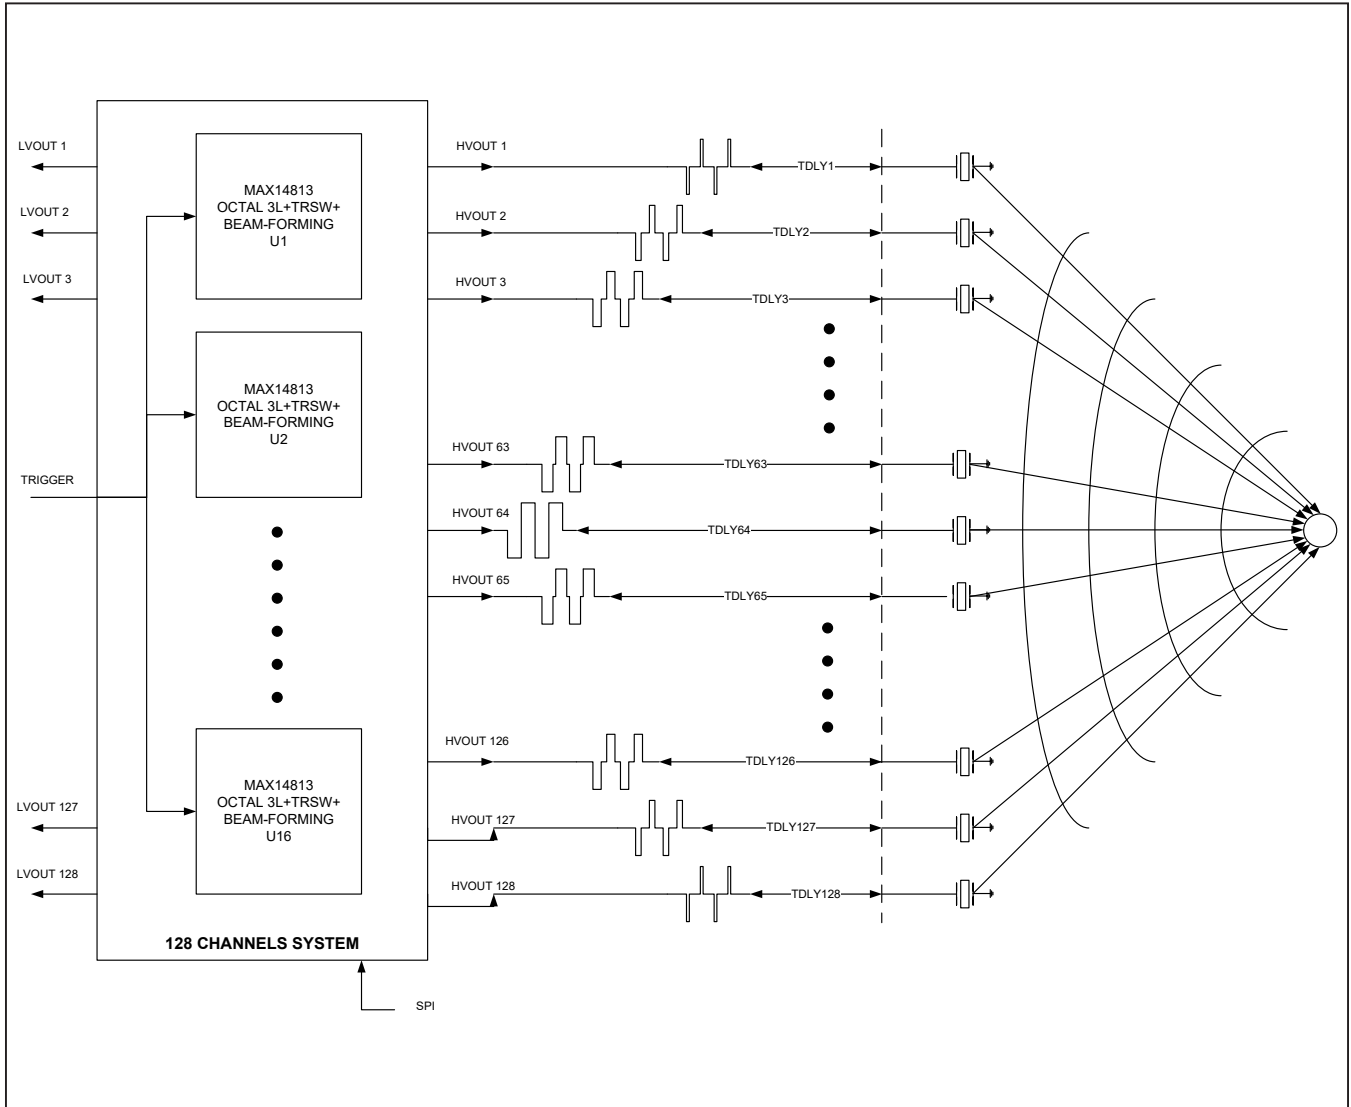 LVOUT 1
LVOUT 2
LVOUT 3
TRIGGER
LVOUT 127
LVOUT 128
MAX14813
OCTAL 3L+TRSW+
BEAM-FORMING
U1
MAX14813
OCTAL 3L+TRSW+
BEAM-FORMING
U2
MAX14813
OCTAL 3L+TRSW+
BEAM-FORMING
U16
128 CHANNELS SYSTEM
SPI
HVOUT 1
TDLY1
HVOUT 2
TDLY2
HVOUT 3
TDLY3
HVOUT 63
TDLY63
HVOUT 64
TDLY64
HVOUT 65
TDLY65
HVOUT 126
TDLY126
HVOUT 127
TDLY127
HVOUT 128
TDLY128